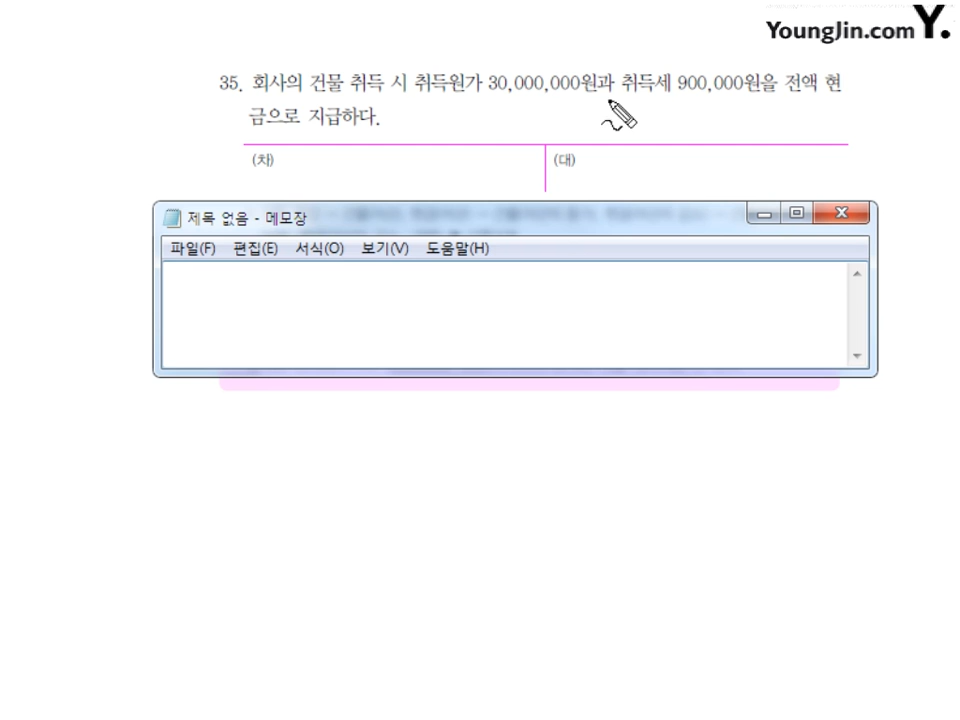 YoungJin.com Y.
35. 회사의 건물 취득 시 취득원가 30,000,000원과 취득세 900,000원을 전액 현
금으로 지급하다.
(차) (대)
제목 없음 - 메모장
파일(F) 편집(E) 서식(O) 보기(V) 도움말(H)